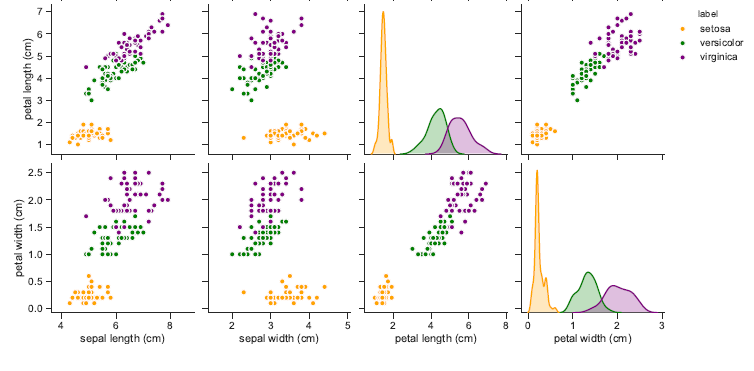 label
setosa
versicolor
virginica
petal length (cm)
7
6
5
4
3
2
1
petal width (cm)
2.5
2.0
1.5
1.0
0.5
0.0
4 6 8
sepal length (cm)
2 3 4 5
sepal width (cm)
2 4 6 8
petal length (cm)
0 1 2 3
petal width (cm)